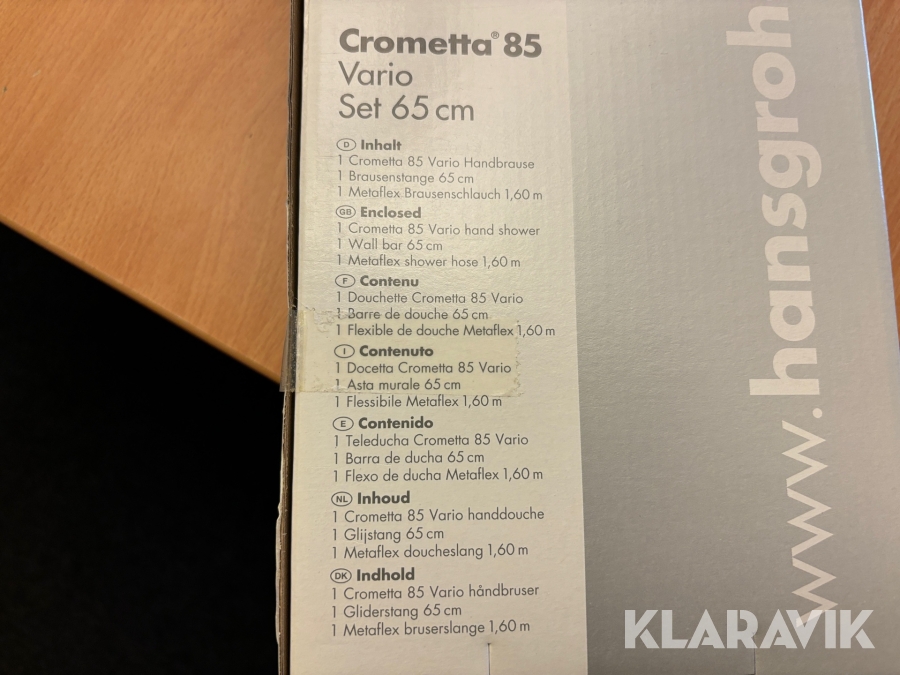 Crometta® 85
Vario
Set 65 cm
D Inhalt
1 Crometta 85 Vario Handbrause
1 Brausenstange 65 cm
1 Metaflex Brausenschlauch 1,60 m
GB Enclosed
1 Crometta 85 Vario hand shower
1 Wall bar 65 cm
1 Metaflex shower hose 1,60 m
F Contenu
1 Douchette Crometta 85 Vario
1 Barre de douche 65 cm
1 Flexible de douche Metaflex 1,60 m
I Contenuto
1 Docetta Crometta 85 Vario
1 Asta murale 65 cm
1 Flessibile Metaflex 1,60 m
E Contenido
1 Teleducha Crometta 85 Vario
1 Barra de ducha 65 cm
1 Flexo de ducha Metaflex 1,60 m
NL Inhoud
1 Crometta 85 Vario handdouche
1 Glijstang 65 cm
1 Metaflex doucheslang 1,60 m
DK Indhold
1 Crometta 85 Vario håndbruser
1 Gliderstang 65 cm
1 Metaflex bruserslange 1,60 m
www.hansgroh
KLARAVIK